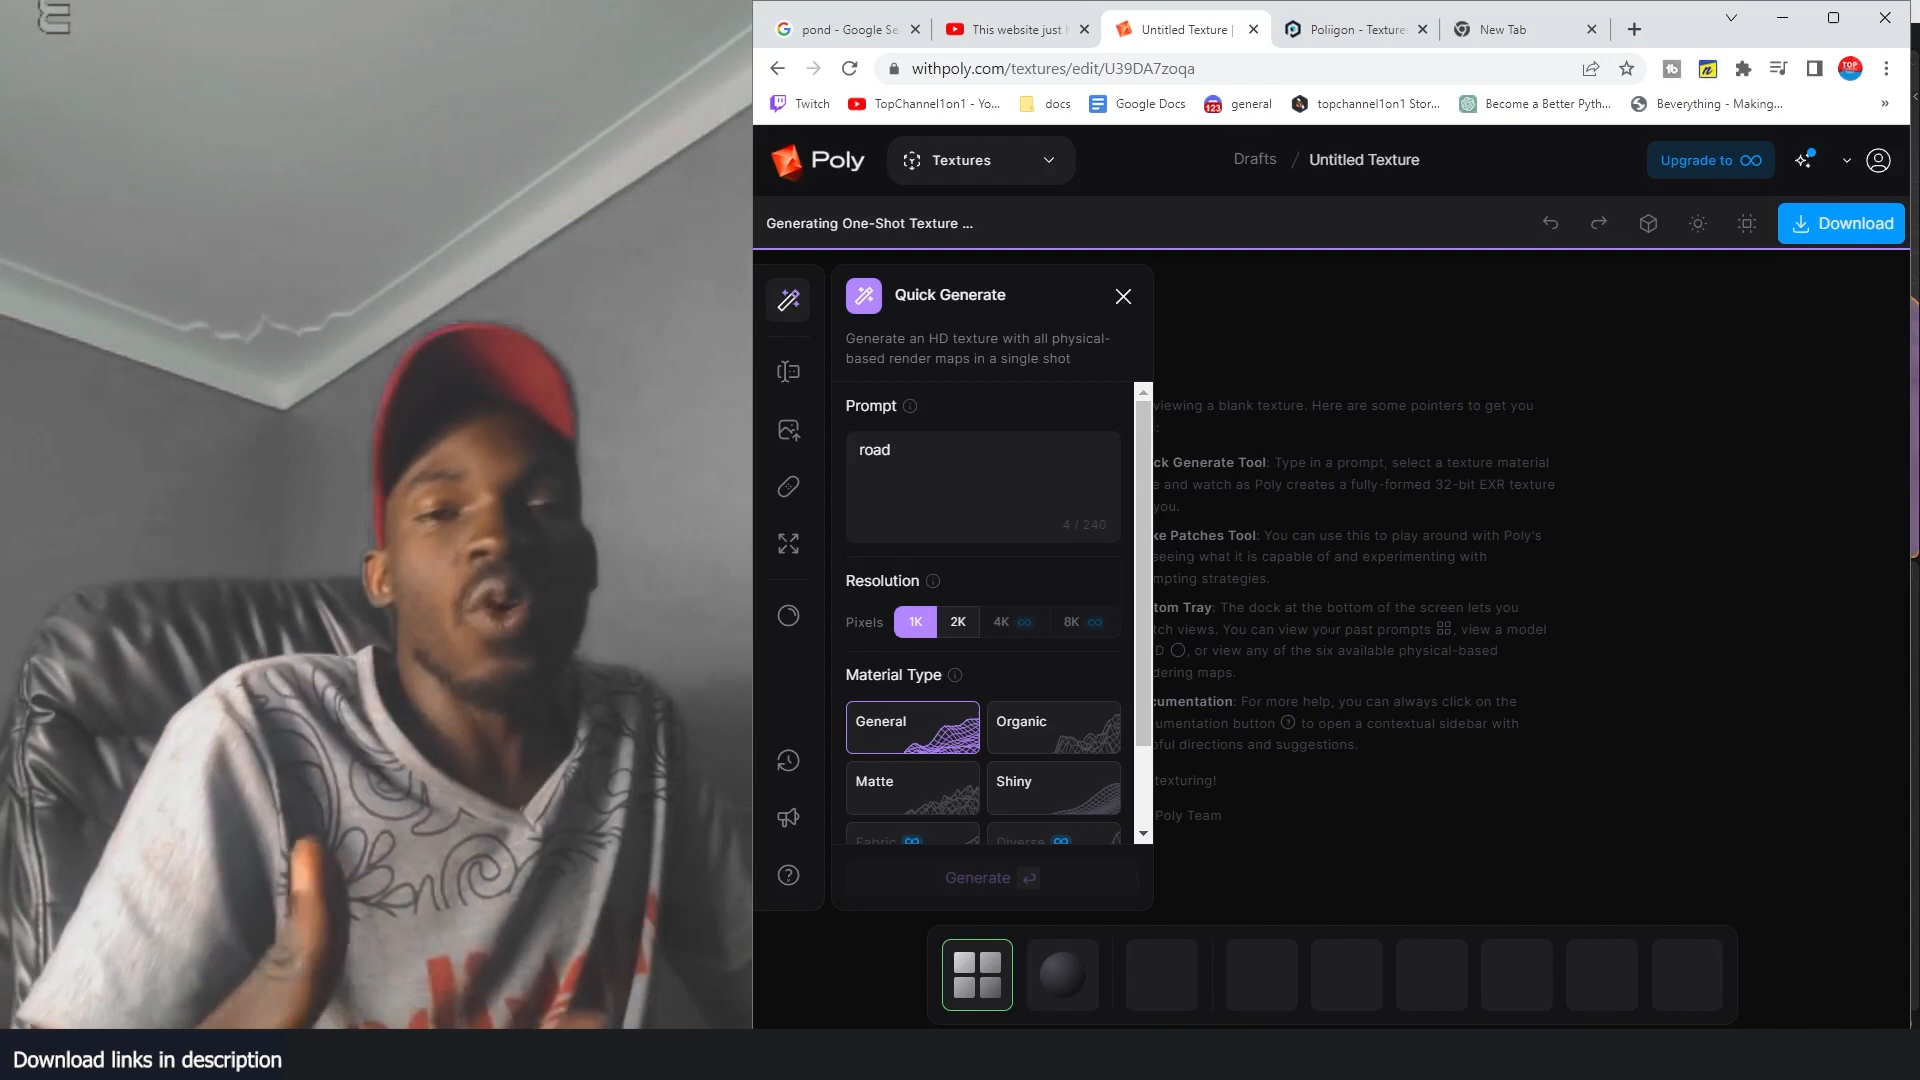 pond - Google Se
This website just
Untitled Texture |
Poliigon - Texture
New Tab
withpoly.com/textures/edit/U39DA7zoqa
Twitch
TopChannel1on1 - Yo...
docs
Google Docs
123
general
topchannel1on1 Stor...
Become a Better Pyth...
Beverything - Making...
»
TOP
Poly
Textures
Drafts / Untitled Texture
Upgrade to
Generating One-Shot Texture ...
Download
Quick Generate
Generate an HD texture with all physical-
based render maps in a single shot
Prompt
road
4 / 240
Resolution
Pixels 1K 2K 4K 8K
Material Type
General
Organic
Matte
Shiny
Fabric
Diverse
Generate
viewing a blank texture. Here are some pointers to get you
:
ck Generate Tool: Type in a prompt, select a texture material
e and watch as Poly creates a fully-formed 32-bit EXR texture
you.
ke Patches Tool: You can use this to play around with Poly's
seeing what it is capable of and experimenting with
mpting strategies.
tom Tray: The dock at the bottom of the screen lets you
tch views. You can view your past prompts , view a model
D , or view any of the six available physical-based
dering maps.
cumentation: For more help, you can always click on the
umentation button ? to open a contextual sidebar with
pful directions and suggestions.
texturing!
Poly Team
Download links in description